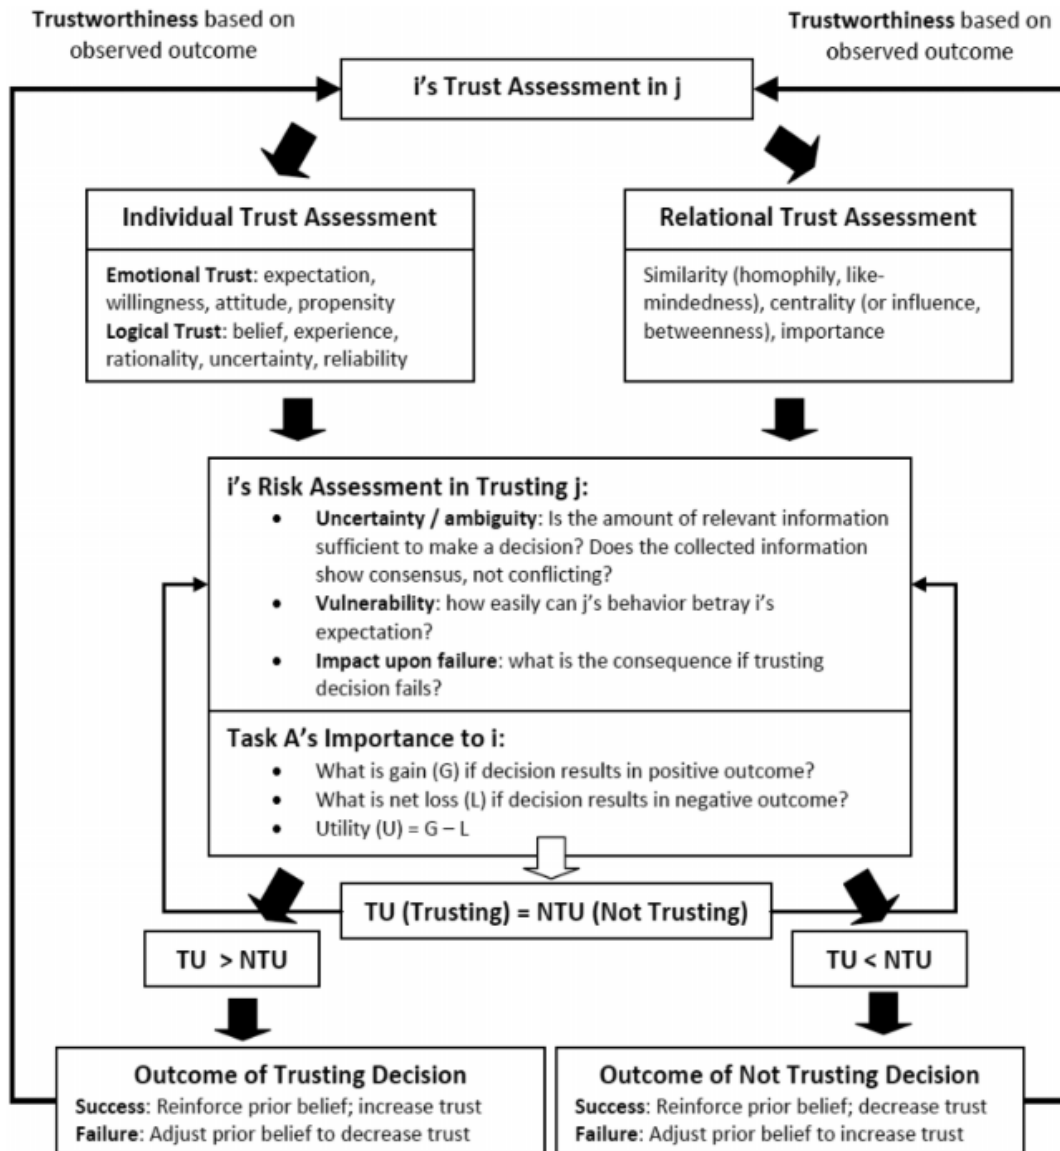 Trustworthiness based on
observed outcome
Trustworthiness based on
observed outcome
i's Trust Assessment in j
Individual Trust Assessment
Emotional Trust: expectation,
willingness, attitude, propensity
Logical Trust: belief, experience,
rationality, uncertainty, reliability
Relational Trust Assessment
Similarity (homophily, like-
mindedness), centrality (or influence,
betweenness), importance
i's Risk Assessment in Trusting j:
• Uncertainty / ambiguity: Is the amount of relevant information
sufficient to make a decision? Does the collected information
show consensus, not conflicting?
• Vulnerability: how easily can j's behavior betray i's
expectation?
• Impact upon failure: what is the consequence if trusting
decision fails?
Task A's Importance to i:
• What is gain (G) if decision results in positive outcome?
• What is net loss (L) if decision results in negative outcome?
• Utility (U) = G – L
TU (Trusting) = NTU (Not Trusting)
TU > NTU
TU < NTU
Outcome of Trusting Decision
Success: Reinforce prior belief; increase trust
Failure: Adjust prior belief to decrease trust
Outcome of Not Trusting Decision
Success: Reinforce prior belief; decrease trust
Failure: Adjust prior belief to increase trust